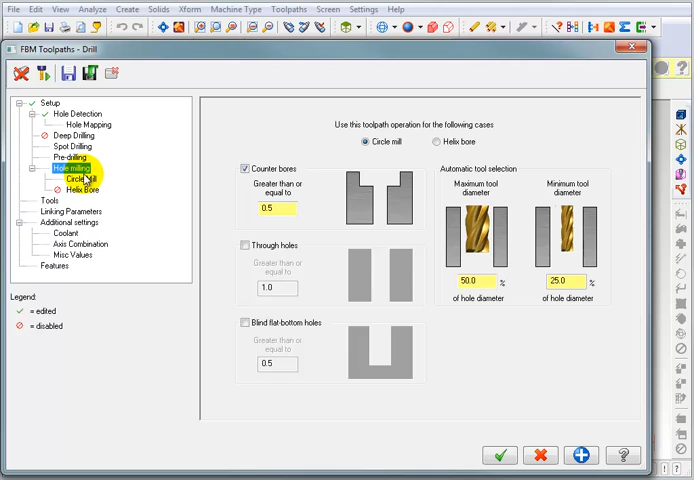 File Edit View Analyze Create Solids Xform Machine Type Toolpaths Screen Settings Help
FBM Toolpaths - Drill
Setup
Hole Detection
Hole Mapping
Deep Drilling
Spot Drilling
Pre-drilling
Hole milling
Circle Mill
Helix Bore
Tools
Linking Parameters
Additional settings
Coolant
Axis Combination
Misc Values
Features
Legend:
= edited
= disabled
Use this toolpath operation for the following cases
Circle mill Helix bore
Counter bores
Greater than or
equal to
0.5
Through holes
Greater than or
equal to
1.0
Blind flat-bottom holes
Greater than or
equal to
0.5
Automatic tool selection
Maximum tool
diameter
50.0 %
of hole diameter
Minimum tool
diameter
25.0 %
of hole diameter